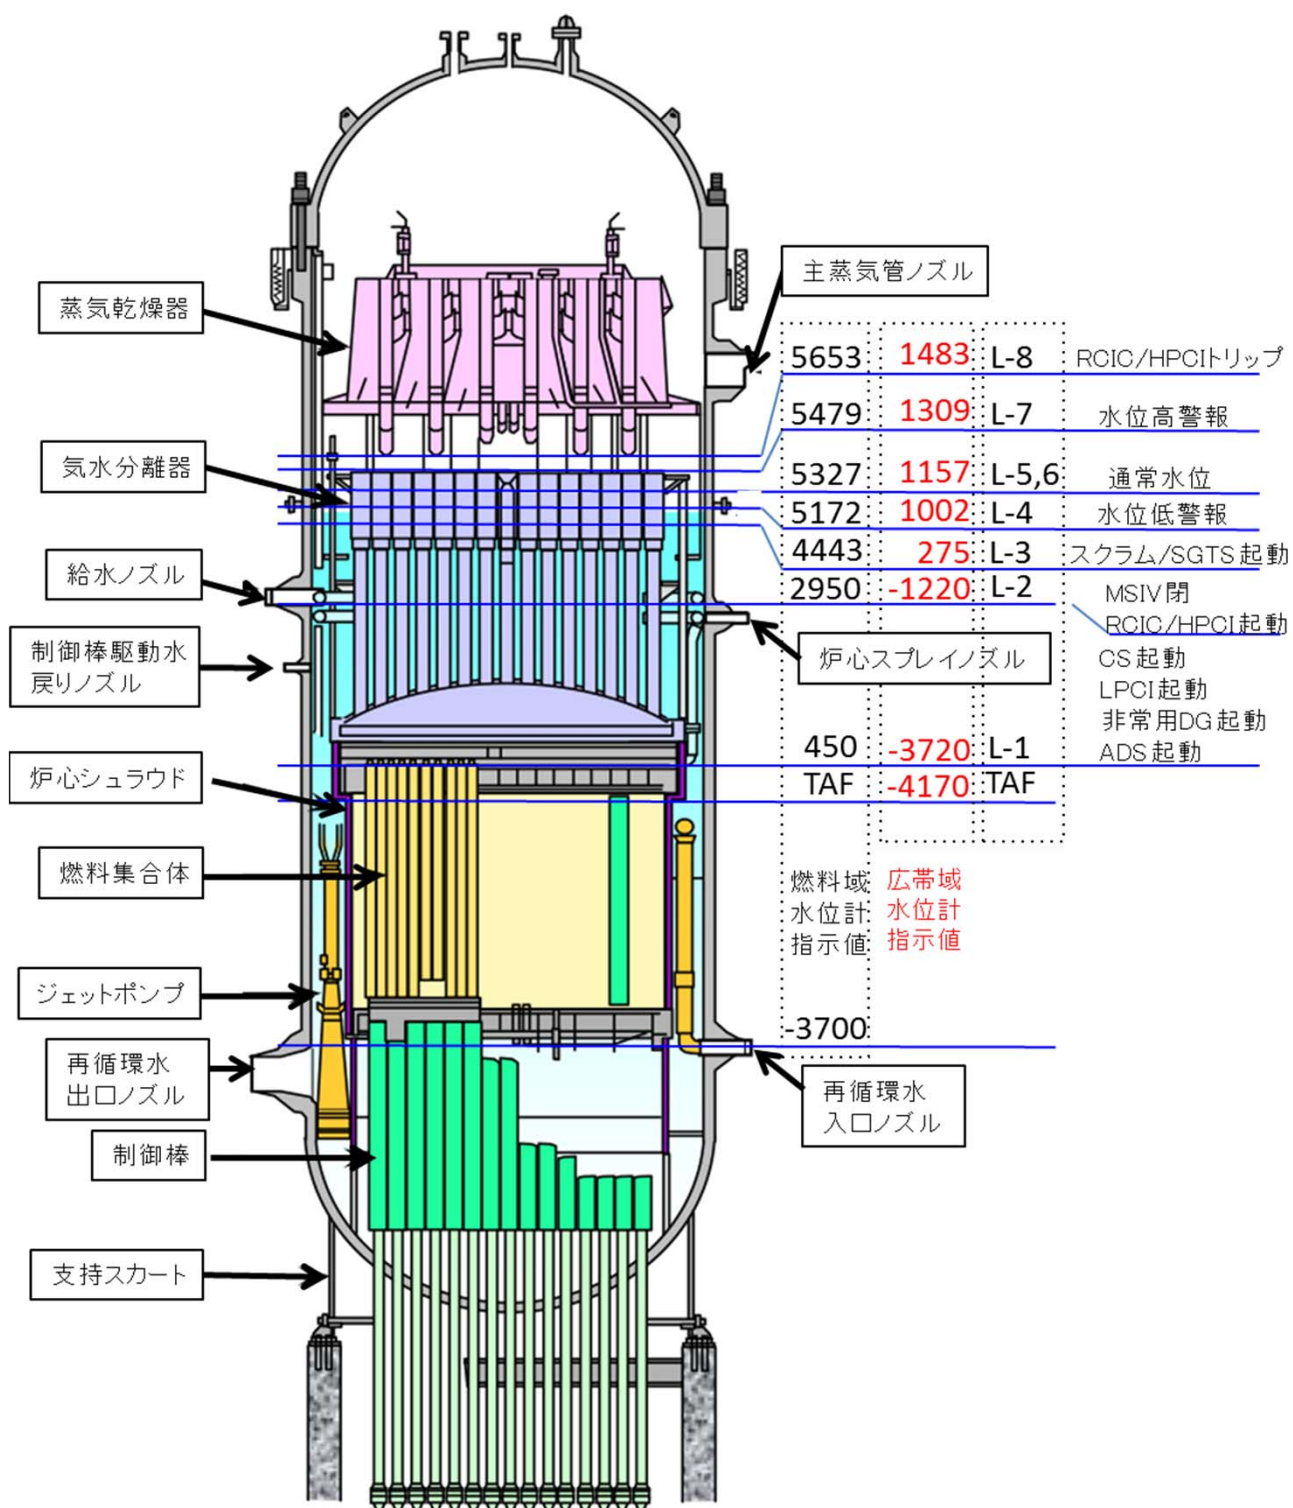 主蒸気管ノズル
蒸気乾燥器
5653 1483 L-8 RCIC/HPCIトリップ
5479 1309 L-7 水位高警報
気水分離器
5327 1157 L-5,6 通常水位
5172 1002 L-4 水位低警報
4443 275 L-3 スクラム/SGTS起動
給水ノズル
2950 -1220 L-2 MSIV閉
RCIC/HPCI起動
制御棒駆動水
戻りノズル
炉心スプレイノズル
CS起動
LPCI起動
非常用DG起動
450 -3720 L-1 ADS起動
炉心シュラウド
TAF -4170 TAF
燃料集合体
燃料域
水位計
指示値
広帯域
水位計
指示値
ジェットポンプ
-3700
再循環水
出口ノズル
再循環水
入口ノズル
制御棒
支持スカート